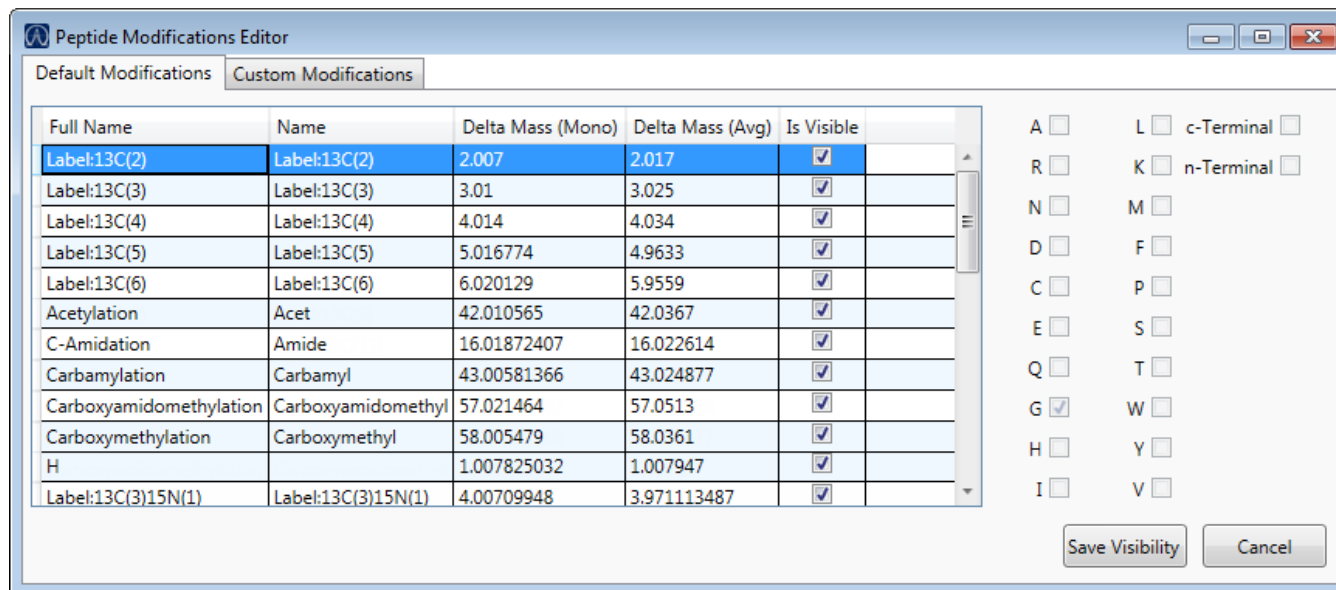 Peptide Modifications Editor
Default Modifications Custom Modifications
Full Name Name Delta Mass (Mono) Delta Mass (Avg) Is Visible
Label:13C(2) Label:13C(2) 2.007 2.017
Label:13C(3) Label:13C(3) 3.01 3.025
Label:13C(4) Label:13C(4) 4.014 4.034
Label:13C(5) Label:13C(5) 5.016774 4.9633
Label:13C(6) Label:13C(6) 6.020129 5.9559
Acetylation Acet 42.010565 42.0367
C-Amidation Amide 16.01872407 16.022614
Carbamylation Carbamyl 43.00581366 43.024877
Carboxyamidomethylation Carboxyamidomethyl 57.021464 57.0513
Carboxymethylation Carboxymethyl 58.005479 58.0361
H 1.007825032 1.007947
Label:13C(3)15N(1) Label:13C(3)15N(1) 4.00709948 3.971113487
A L c-Terminal
R K n-Terminal
N M
D F
C P
E S
Q T
G W
H Y
I V
Save Visibility Cancel